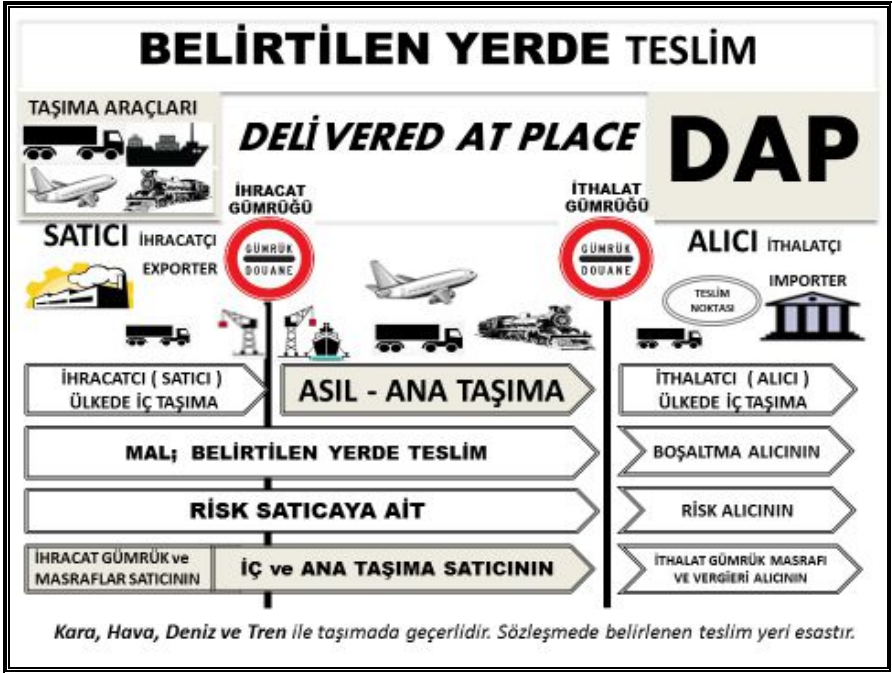 BELİRTİLEN YERDE TESLİM
TAŞIMA ARAÇLARI
DELİVERED AT PLACE
DAP
İHRACAT
GÜMRÜĞÜ
İTHALAT
GÜMRÜĞÜ
SATICI İHRACATÇI
EXPORTER
GÜMRÜK
DOUANE
GÜMRÜK
DOUANE
ALICI İTHALATÇI
IMPORTER
TESLİM
NOKTASI
İHRACATCI ( SATICI )
ÜLKEDE İÇ TAŞIMA
ASIL - ANA TAŞIMA
İTHALATCI ( ALICI )
ÜLKEDE İÇ TAŞIMA
MAL; BELİRTİLEN YERDE TESLİM
BOŞALTMA ALICININ
RİSK SATICAYA AİT
RİSK ALICININ
İHRACAT GÜMRÜK ve
MASRAFLAR SATICININ
İÇ ve ANA TAŞIMA SATICININ
İTHALAT GÜMRÜK MASRAFI
VE VERGİERİ ALICININ
Kara, Hava, Deniz ve Tren ile taşımada geçerlidir. Sözleşmede belirlenen teslim yeri esastır.